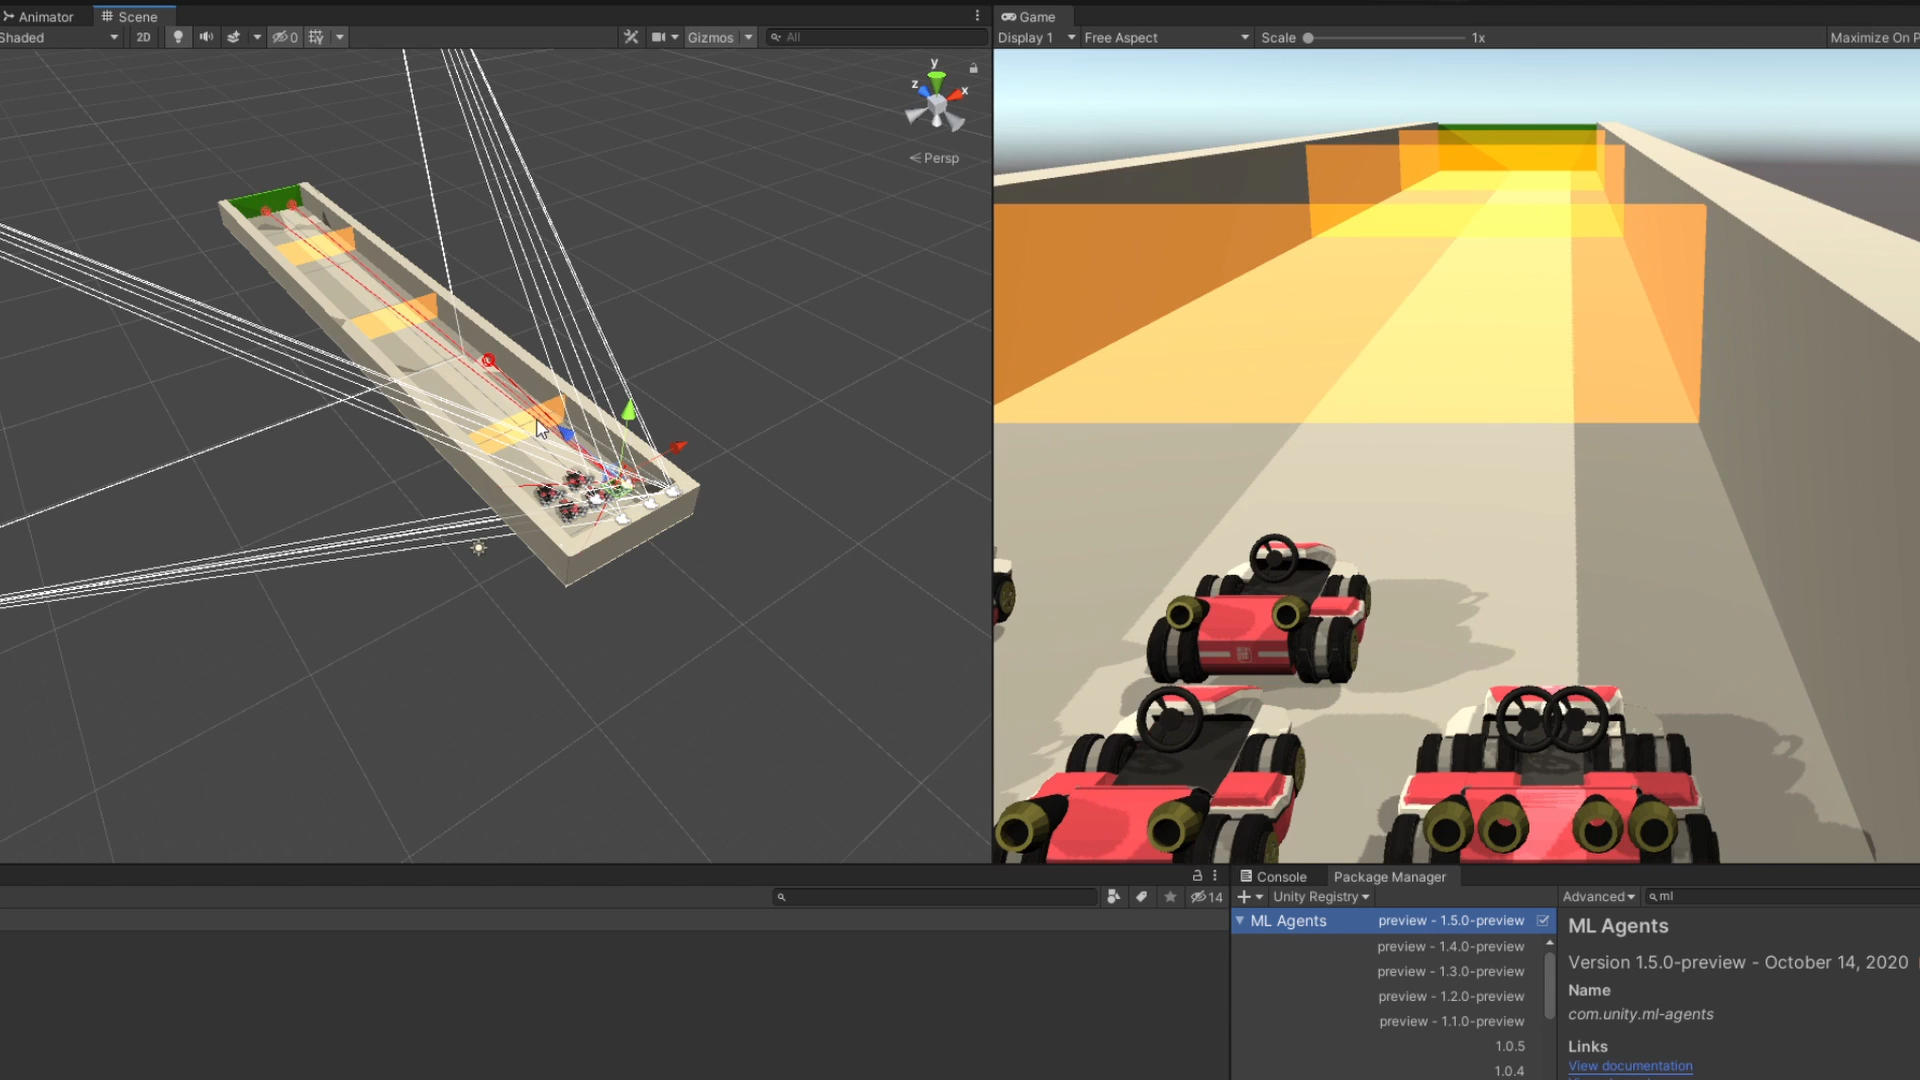 Animator
Scene
Game
Shaded
2D
0
Gizmos
All
Display 1
Free Aspect
Scale
1x
Maximize On P
y
z
x
Persp
Console
Package Manager
14
Unity Registry
Advanced
ml
ML Agents
preview - 1.5.0-preview
preview - 1.4.0-preview
preview - 1.3.0-preview
preview - 1.2.0-preview
preview - 1.1.0-preview
1.0.5
1.0.4
ML Agents
Version 1.5.0-preview - October 14, 2020
Name
com.unity.ml-agents
Links
View documentation